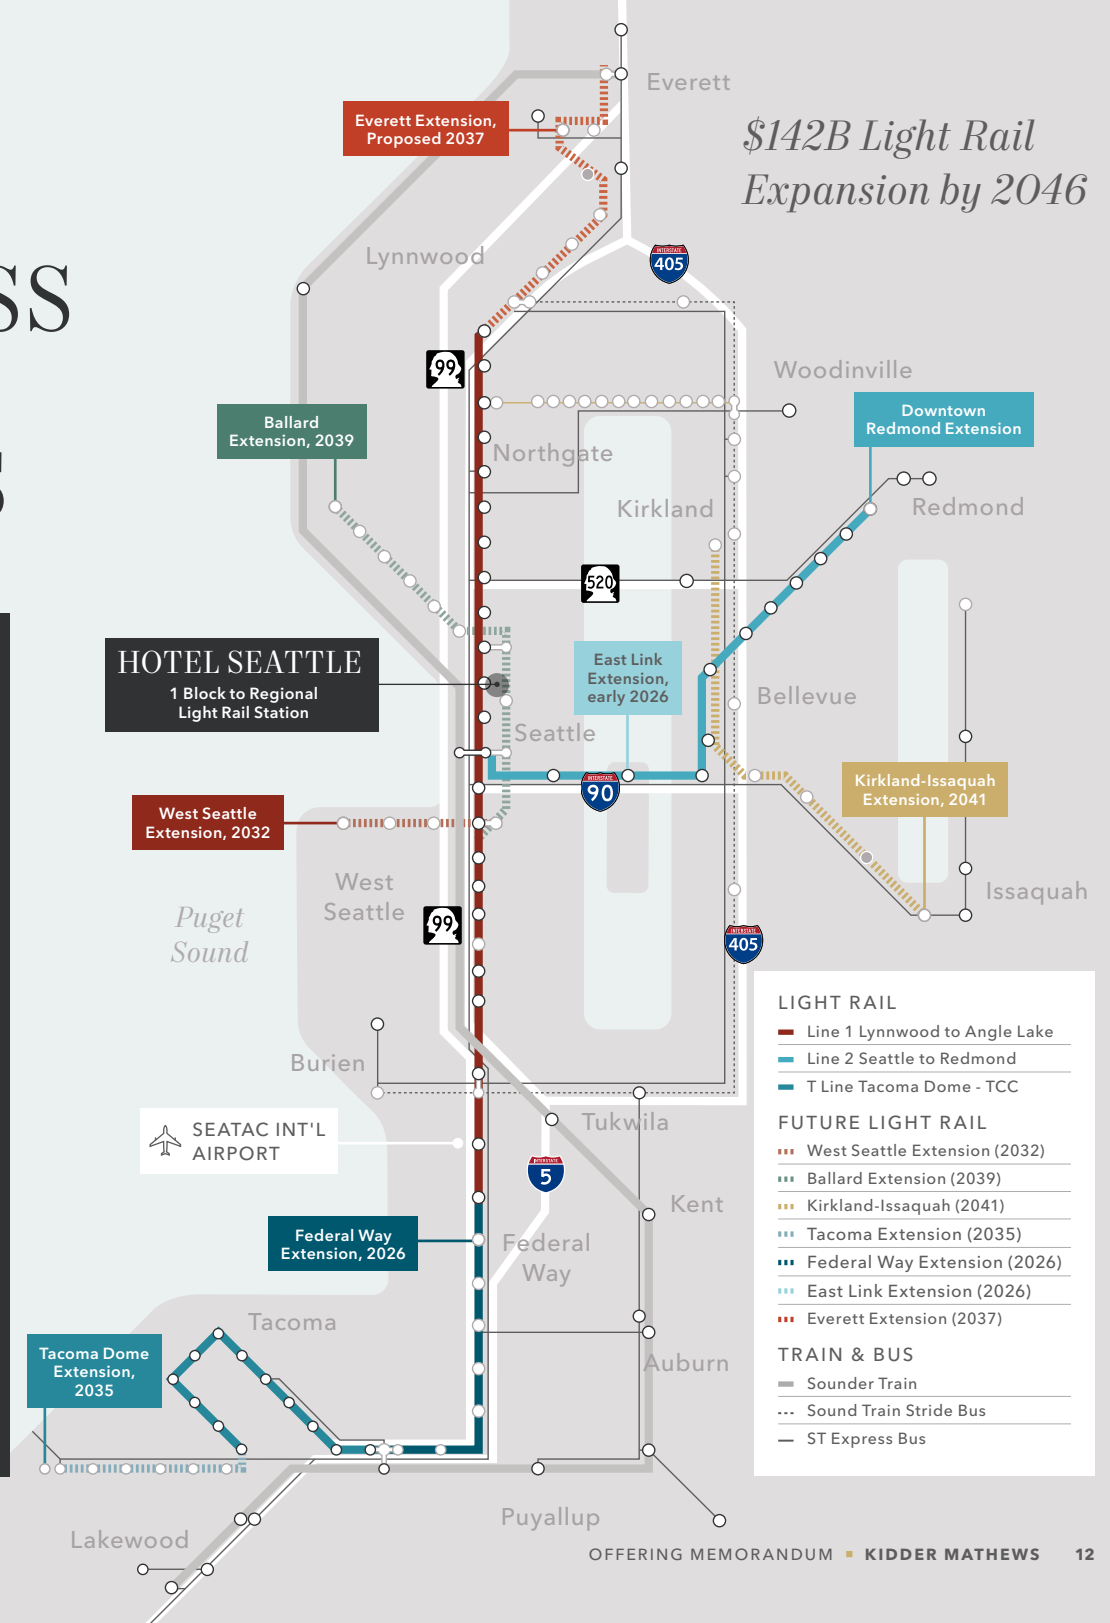 Everett
Everett Extension,
Proposed 2037
$142B Light Rail
Expansion by 2046
Lynnwood
INTERSTATE
405
SS
99
Woodinville
Ballard
Extension, 2039
Downtown
Redmond Extension
Northgate
S
Kirkland
Redmond
520
HOTEL SEATTLE
1 Block to Regional
Light Rail Station
East Link
Extension,
early 2026
Bellevue
Seattle
INTERSTATE
90
Kirkland-Issaquah
Extension, 2041
West Seattle
Extension, 2032
West
Seattle
Issaquah
Puget
Sound
99
INTERSTATE
405
Burien
Tukwila
SEATAC INT'L
AIRPORT
INTERSTATE
5
Kent
Federal Way
Extension, 2026
Federal
Way
Tacoma
Tacoma Dome
Extension,
2035
Auburn
Puyallup
Lakewood
LIGHT RAIL
Line 1 Lynnwood to Angle Lake
Line 2 Seattle to Redmond
T Line Tacoma Dome - TCC
FUTURE LIGHT RAIL
West Seattle Extension (2032)
Ballard Extension (2039)
Kirkland-Issaquah (2041)
Tacoma Extension (2035)
Federal Way Extension (2026)
East Link Extension (2026)
Everett Extension (2037)
TRAIN & BUS
Sounder Train
Sound Train Stride Bus
ST Express Bus
OFFERING MEMORANDUM ▪ KIDDER MATHEWS 12